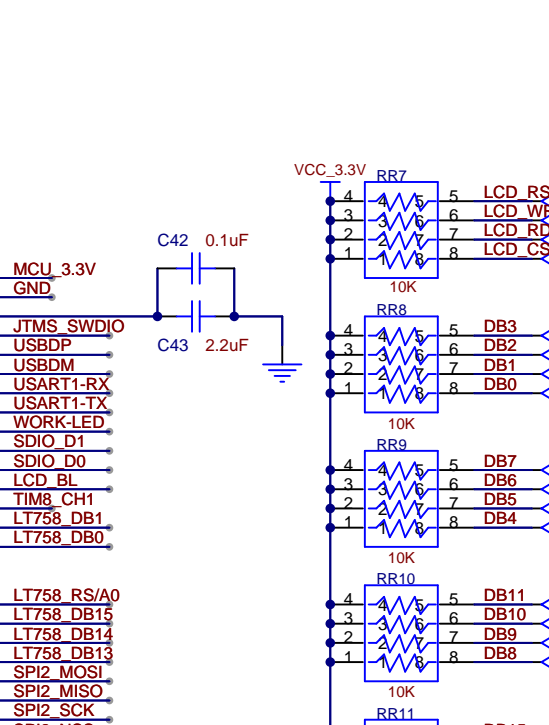 VCC_3.3V
RR7
4 4 5 5 LCD_RS
3 3 6 6
2 2 7 7 LCD_RD
1 1 8 8 LCD_CS
10K
C42 0.1uF
C43 2.2uF
MCU_3.3V
GND
JTMS_SWDIO
USBDP
USBDM
USART1-RX
USART1-TX
WORK-LED
SDIO_D1
SDIO_D0
LCD_BL
TIM8_CH1
LT758_DB1
LT758_DB0
LT758_RS/A0
LT758_DB15
LT758_DB14
LT758_DB13
SPI2_MOSI
SPI2_MISO
SPI2_SCK
RR8
4 4 5 5 DB3
3 3 6 6 DB2
2 2 7 7 DB1
1 1 8 8 DB0
10K
RR9
4 4 5 5 DB7
3 3 6 6 DB6
2 2 7 7 DB5
1 1 8 8 DB4
10K
RR10
4 4 5 5 DB11
3 3 6 6 DB10
2 2 7 7 DB9
1 1 8 8 DB8
10K
RR11